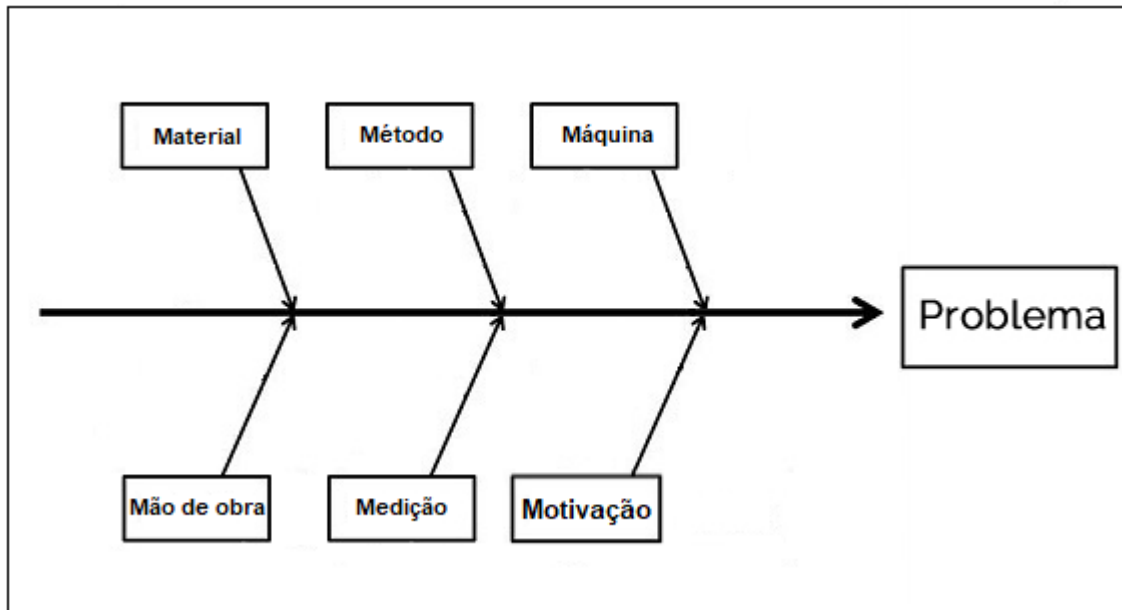 Material
Método
Máquina
Problema
Mão de obra
Medição
Motivação